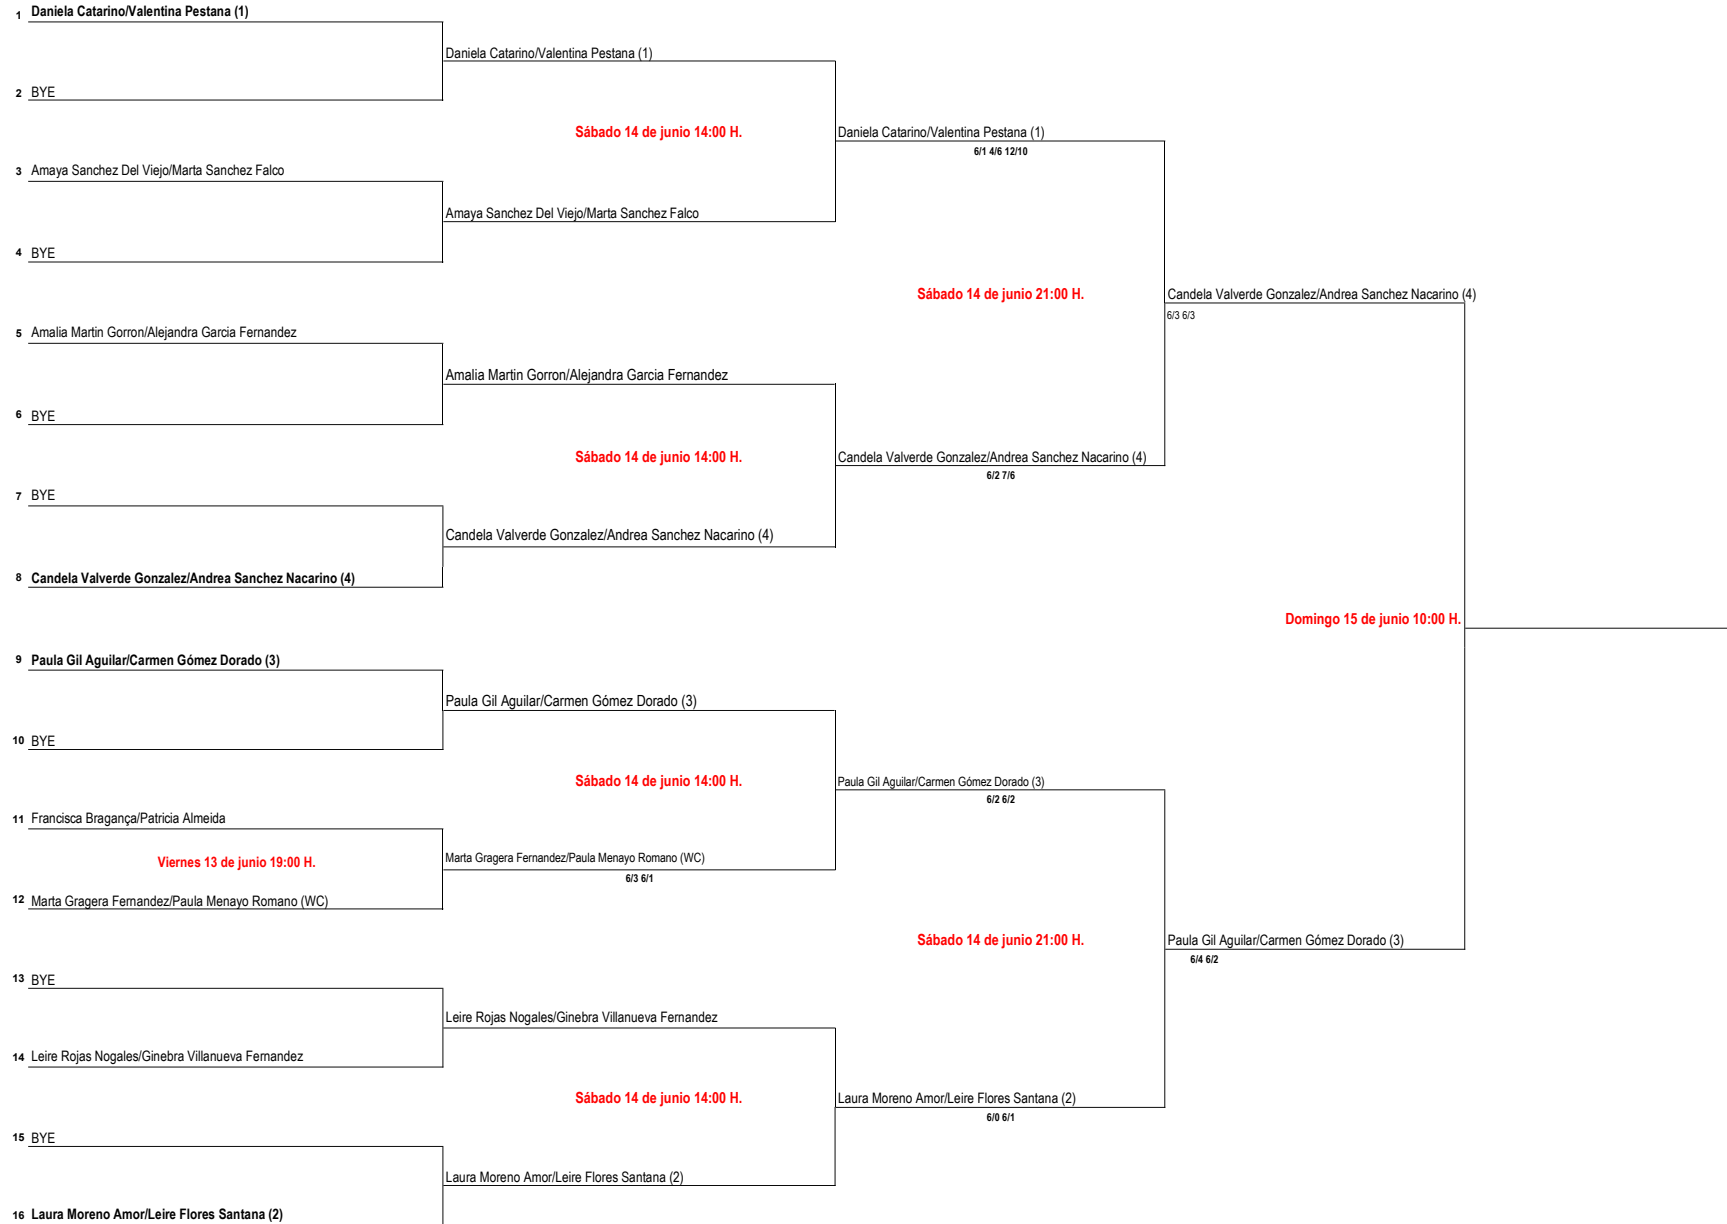 1 Daniela Catarino/Valentina Pestana (1)
Daniela Catarino/Valentina Pestana (1)
2 BYE
Sábado 14 de junio 14:00 H.
Daniela Catarino/Valentina Pestana (1)
6/1 4/6 12/10
3 Amaya Sanchez Del Viejo/Marta Sanchez Falco
Amaya Sanchez Del Viejo/Marta Sanchez Falco
4 BYE
Sábado 14 de junio 21:00 H.
Candela Valverde Gonzalez/Andrea Sanchez Nacarino (4)
6/3 6/3
5 Amalia Martin Gorron/Alejandra Garcia Fernandez
Amalia Martin Gorron/Alejandra Garcia Fernandez
6 BYE
Sábado 14 de junio 14:00 H.
Candela Valverde Gonzalez/Andrea Sanchez Nacarino (4)
6/2 7/6
7 BYE
Candela Valverde Gonzalez/Andrea Sanchez Nacarino (4)
8 Candela Valverde Gonzalez/Andrea Sanchez Nacarino (4)
Domingo 15 de junio 10:00 H.
9 Paula Gil Aguilar/Carmen Gómez Dorado (3)
Paula Gil Aguilar/Carmen Gómez Dorado (3)
10 BYE
Sábado 14 de junio 14:00 H.
Paula Gil Aguilar/Carmen Gómez Dorado (3)
6/2 6/2
11 Francisca Bragança/Patricia Almeida
Viernes 13 de junio 19:00 H.
Marta Gragera Fernandez/Paula Menayo Romano (WC)
6/3 6/1
12 Marta Gragera Fernandez/Paula Menayo Romano (WC)
Sábado 14 de junio 21:00 H.
Paula Gil Aguilar/Carmen Gómez Dorado (3)
6/4 6/2
13 BYE
Leire Rojas Nogales/Ginebra Villanueva Fernandez
14 Leire Rojas Nogales/Ginebra Villanueva Fernandez
Sábado 14 de junio 14:00 H.
Laura Moreno Amor/Leire Flores Santana (2)
6/0 6/1
15 BYE
Laura Moreno Amor/Leire Flores Santana (2)
16 Laura Moreno Amor/Leire Flores Santana (2)